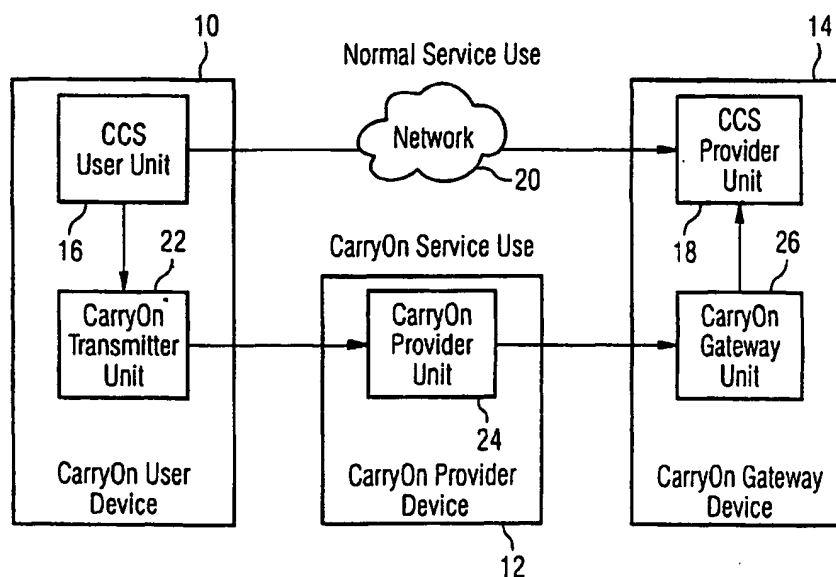 10
Normal Service Use
14
CCS
User Unit
Network
CCS
Provider
Unit
20
16
22
CarryOn Service Use
18
26
CarryOn
Transmitter
Unit
CarryOn
Provider
Unit
CarryOn
Gateway
Unit
24
CarryOn User
Device
CarryOn Provider
Device
CarryOn Gateway
Device
12